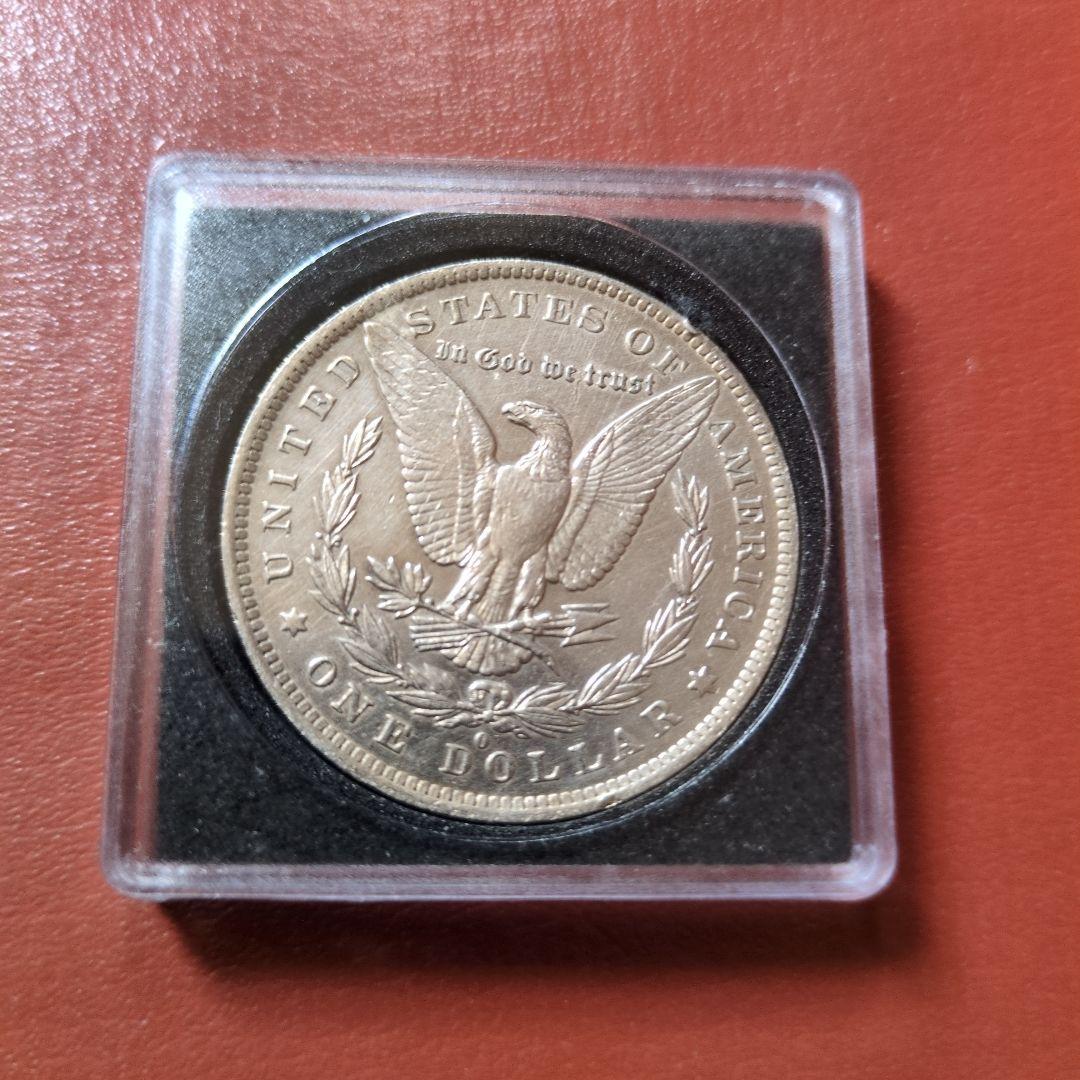 UNITED STATES OF AMERICA
In God we trust
O
ONE DOLLAR